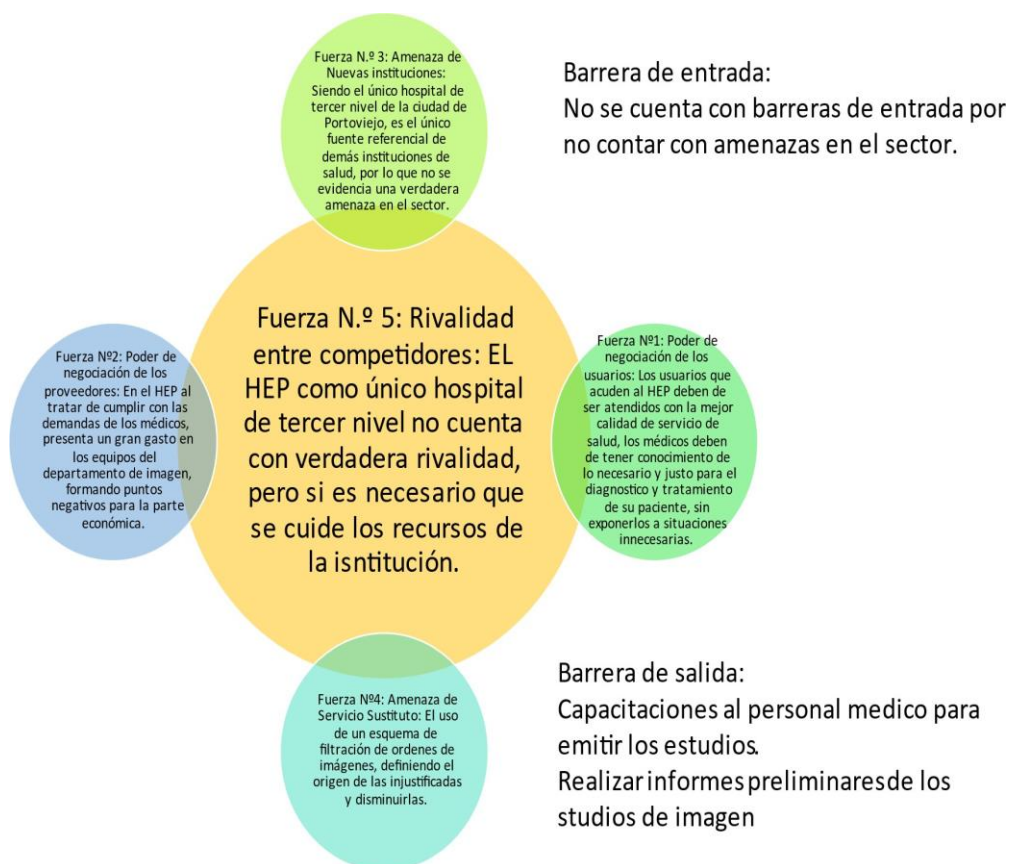 Fuerza N.º 3: Amenaza de
Nuevas instituciones:
Siendo el único hospital de
tercer nivel de la ciudad de
Portoviejo, es el único
fuente referencial de
demás instituciones de
salud, por lo que no se
evidencia una verdadera
amenaza en el sector.
Barrera de entrada:
No se cuenta con barreras de entrada por
no contar con amenazas en el sector.
Fuerza Nº2: Poder de
negociación de los
proveedores: En el HEP al
tratar de cumplir con las
demandas de los médicos,
presenta un gran gasto en
los equipos del
departamento de imagen,
formando puntos
negativos para la parte
económica.
Fuerza N.º 5: Rivalidad
entre competidores: EL
HEP como único hospital
de tercer nivel no cuenta
con verdadera rivalidad,
pero si es necesario que
se cuide los recursos de
la isntitución.
Fuerza Nº1: Poder de
negociación de los
usuarios: Los usuarios que
acuden al HEP deben de
ser atendidos con la mejor
calidad de servicio de
salud, los médicos deben
de tener conocimiento de
lo necesario y justo para el
diagnostico y tratamiento
de su paciente, sin
exponerlos a situaciones
innecesarias.
Fuerza Nº4: Amenaza de
Servicio Sustituto: El uso
de un esquema de
filtración de ordenes de
imágenes, definiendo el
origen de las injustificadas
y disminuirlas.
Barrera de salida:
Capacitaciones al personal medico para
emitir los estudios.
Realizar informes preliminares de los
studios de imagen